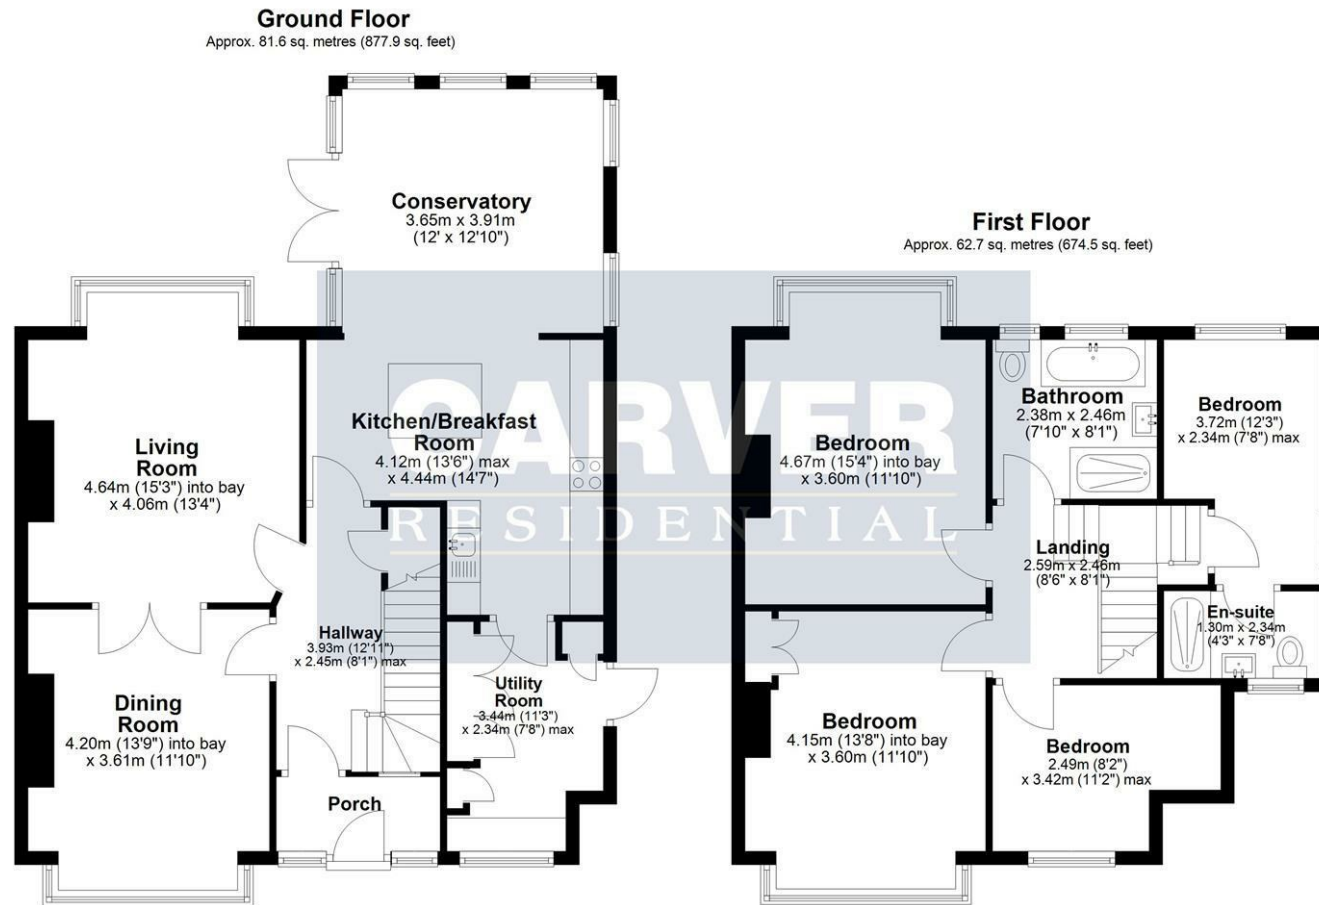 Ground Floor
Approx. 81.6 sq. metres (877.9 sq. feet)
Conservatory
3.65m x 3.91m
(12' x 12'10")
First Floor
Approx. 62.7 sq. metres (674.5 sq. feet)
CARVER
RESIDENTIAL
Living
Room
4.64m (15'3") into bay
x 4.06m (13'4")
Kitchen/Breakfast
Room
4.12m (13'6") max
x 4.44m (14'7")
Hallway
3.93m (12'11")
x 2.45m (8'1") max
Utility
Room
3.44m (11'3")
x 2.34m (7'8") max
Dining
Room
4.20m (13'9") into bay
x 3.61m (11'10")
Porch
Bedroom
4.67m (15'4") into bay
x 3.60m (11'10")
Bathroom
2.38m x 2.46m
(7'10" x 8'1")
Bedroom
3.72m (12'3")
x 2.34m (7'8") max
Landing
2.59m x 2.46m
(8'6" x 8'1")
En-suite
1.30m x 2.34m
(4'3" x 7'8")
Bedroom
4.15m (13'8") into bay
x 3.60m (11'10")
Bedroom
2.49m (8'2")
x 3.42m (11'2") max